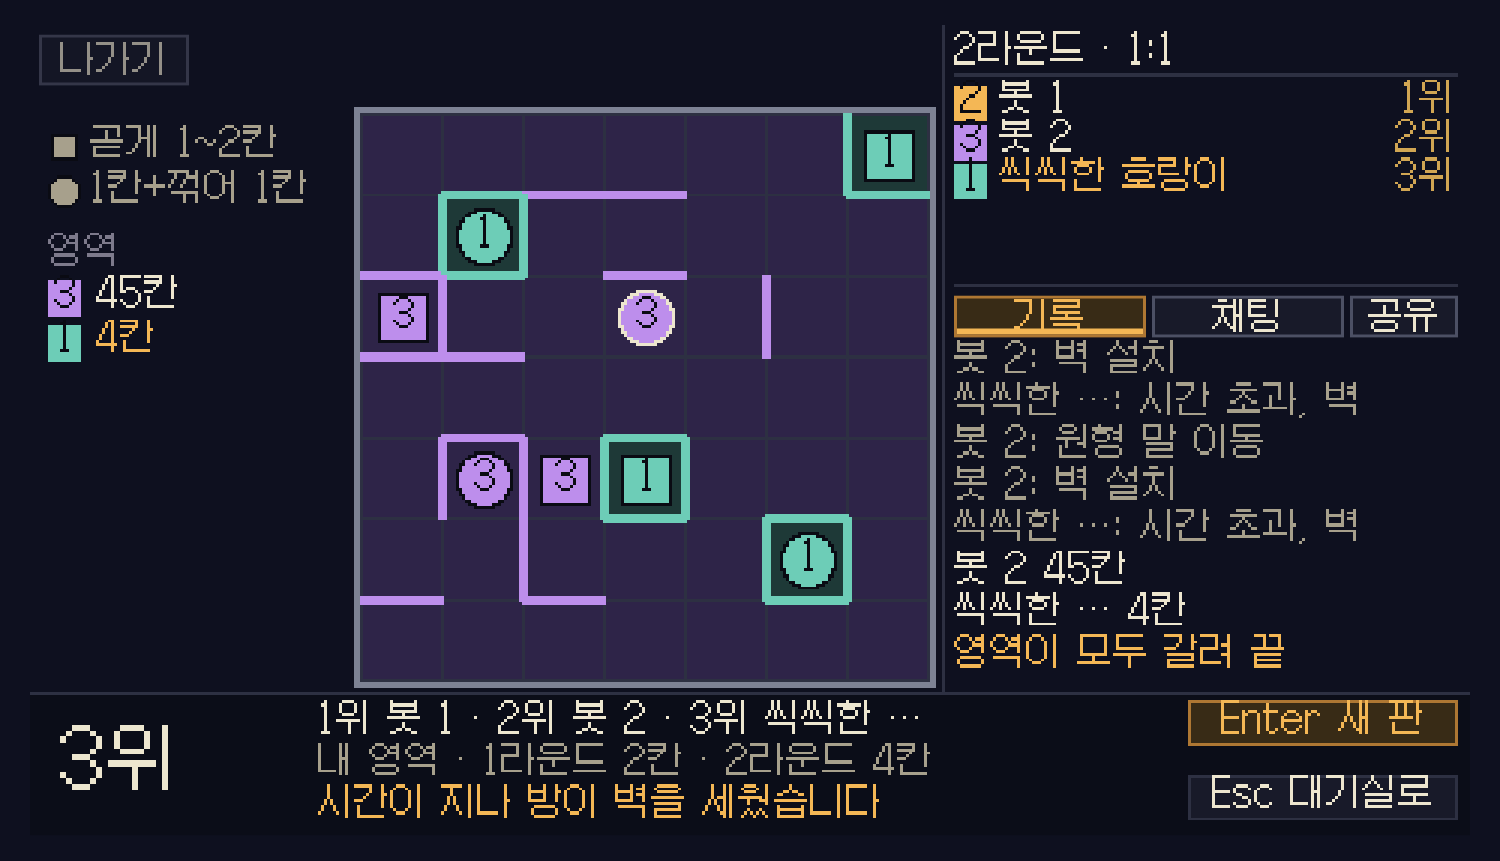 나가기
곧게 1~2칸
1칸+꺾어 1칸
영역
3 45칸
1 4칸
1
1
3
3
3
3
1
1
2라운드 · 1:1
2 봇 1 1위
3 봇 2 2위
1 씩씩한 호랑이 3위
기록 채팅 공유
봇 2: 벽 설치
씩씩한 …: 시간 초과, 벽
봇 2: 원형 말 이동
봇 2: 벽 설치
씩씩한 …: 시간 초과, 벽
봇 2 45칸
씩씩한 … 4칸
영역이 모두 갈려 끝
3위
1위 봇 1 · 2위 봇 2 · 3위 씩씩한 …
내 영역 · 1라운드 2칸 · 2라운드 4칸
시간이 지나 방이 벽을 세웠습니다
Enter 새 판
Esc 대기실로